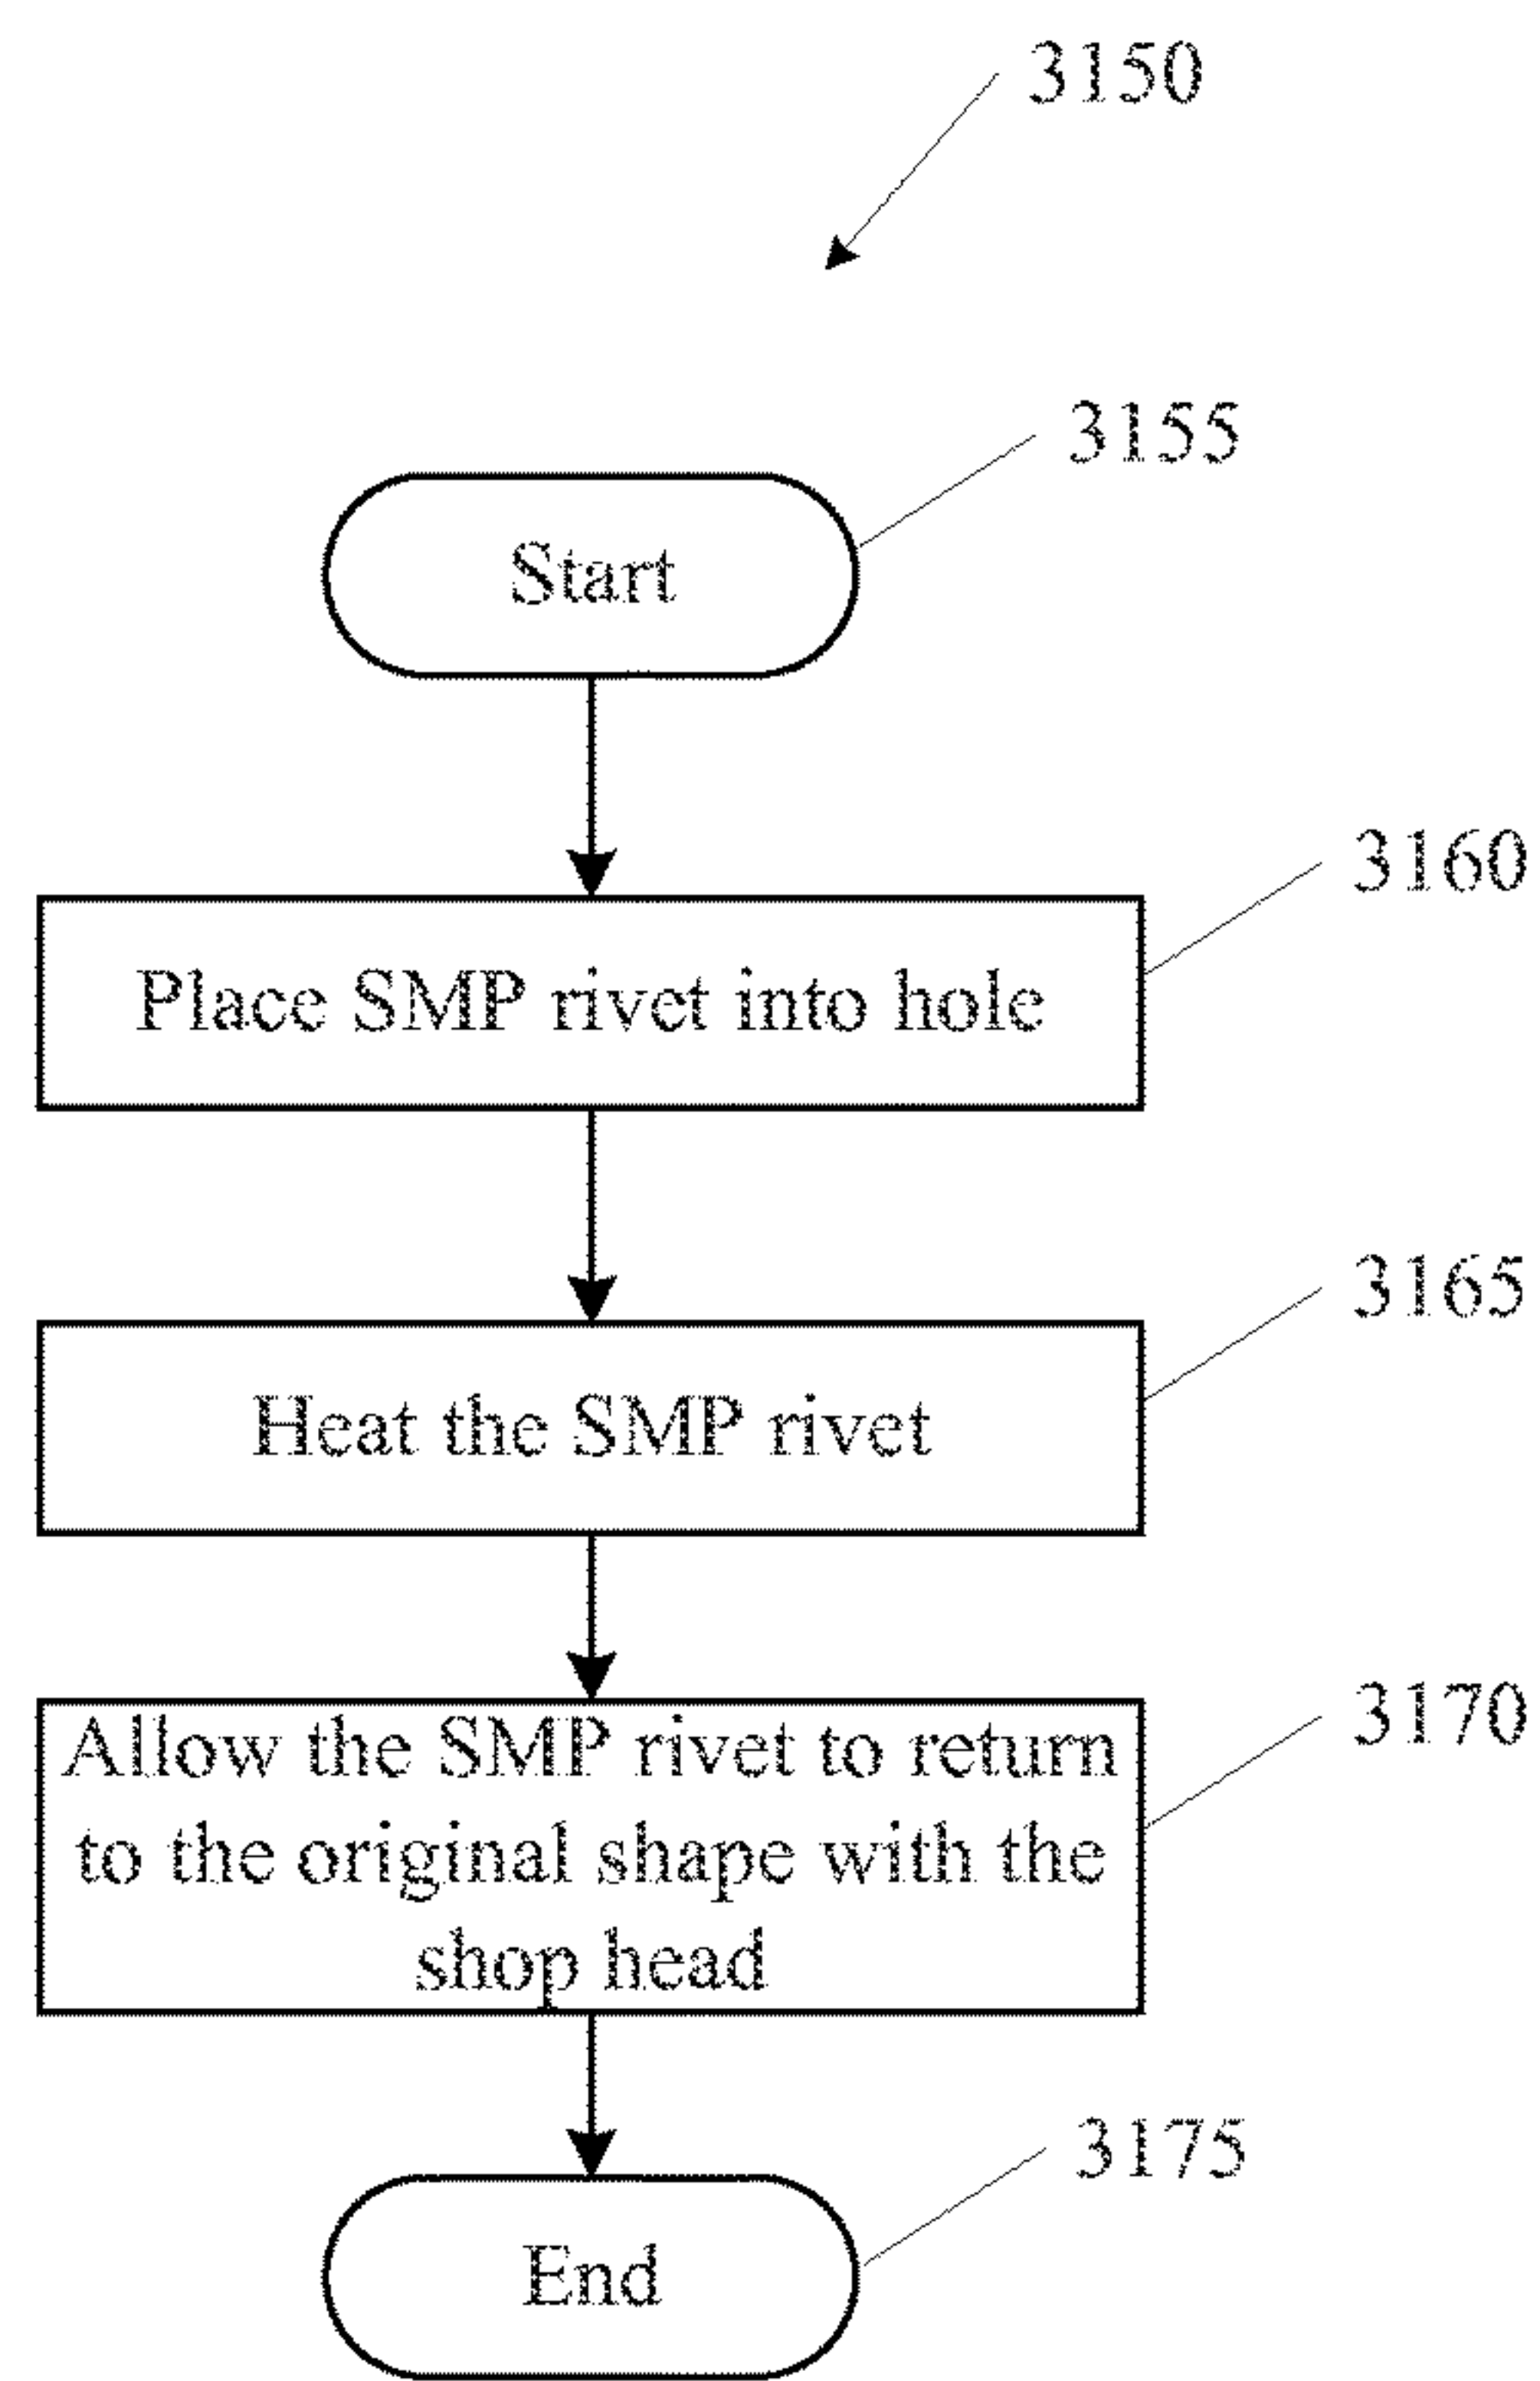 3150
3155
Start
3160
Place SMP rivet into hole
3165
Heat the SMP rivet
3170
Allow the SMP rivet to return
to the original shape with the
shop head
3175
End